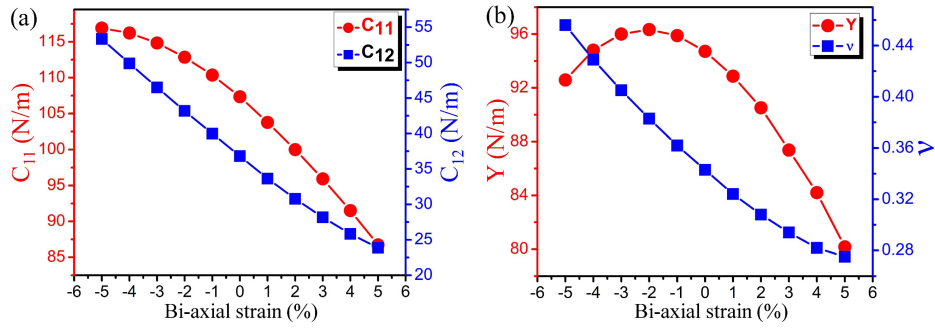 (a)
C11
C12
C11 (N/m)
115
110
105
100
95
90
85
55
50
45
40
35
30
25
20
C12 (N/m)
-6 -5 -4 -3 -2 -1 0 1 2 3 4 5 6
Bi-axial strain (%)
(b)
Y
ν
Y (N/m)
96
92
88
84
80
0.44
0.40
0.36
0.32
0.28
ν
-6 -5 -4 -3 -2 -1 0 1 2 3 4 5 6
Bi-axial strain (%)